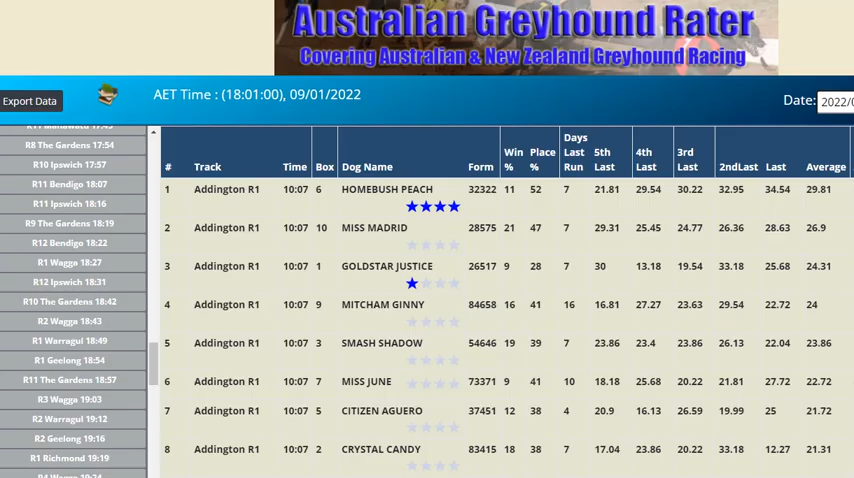 Australian Greyhound Rater
Covering Australian & New Zealand Greyhound Racing
Export Data
AET Time : (18:01:00), 09/01/2022
Date:
2022/0
R11 Manawatu 17:45
R8 The Gardens 17:54
R10 Ipswich 17:57
R11 Bendigo 18:07
R11 Ipswich 18:16
R9 The Gardens 18:19
R12 Bendigo 18:22
R1 Wagga 18:27
R12 Ipswich 18:31
R10 The Gardens 18:42
R2 Wagga 18:43
R1 Warragul 18:49
R1 Geelong 18:54
R11 The Gardens 18:57
R3 Wagga 19:03
R2 Warragul 19:12
R2 Geelong 19:16
R1 Richmond 19:19
R4 Wagga 19:24
# Track Time Box Dog Name Form Win % Place % Days Last Run 5th Last 4th Last 3rd Last 2ndLast Last Average
1 Addington R1 10:07 6 HOMEBUSH PEACH 32322 11 52 7 21.81 29.54 30.22 32.95 34.54 29.81
2 Addington R1 10:07 10 MISS MADRID 28575 21 47 7 29.31 25.45 24.77 26.36 28.63 26.9
3 Addington R1 10:07 1 GOLDSTAR JUSTICE 26517 9 28 7 30 13.18 19.54 33.18 25.68 24.31
4 Addington R1 10:07 9 MITCHAM GINNY 84658 16 41 16 16.81 27.27 23.63 29.54 22.72 24
5 Addington R1 10:07 3 SMASH SHADOW 54646 19 39 7 23.86 23.4 23.86 26.13 22.04 23.86
6 Addington R1 10:07 7 MISS JUNE 73371 9 41 10 18.18 25.68 20.22 21.81 27.72 22.72
7 Addington R1 10:07 5 CITIZEN AGUERO 37451 12 38 4 20.9 16.13 26.59 19.99 25 21.72
8 Addington R1 10:07 2 CRYSTAL CANDY 83415 18 38 7 17.04 23.86 20.22 33.18 12.27 21.31